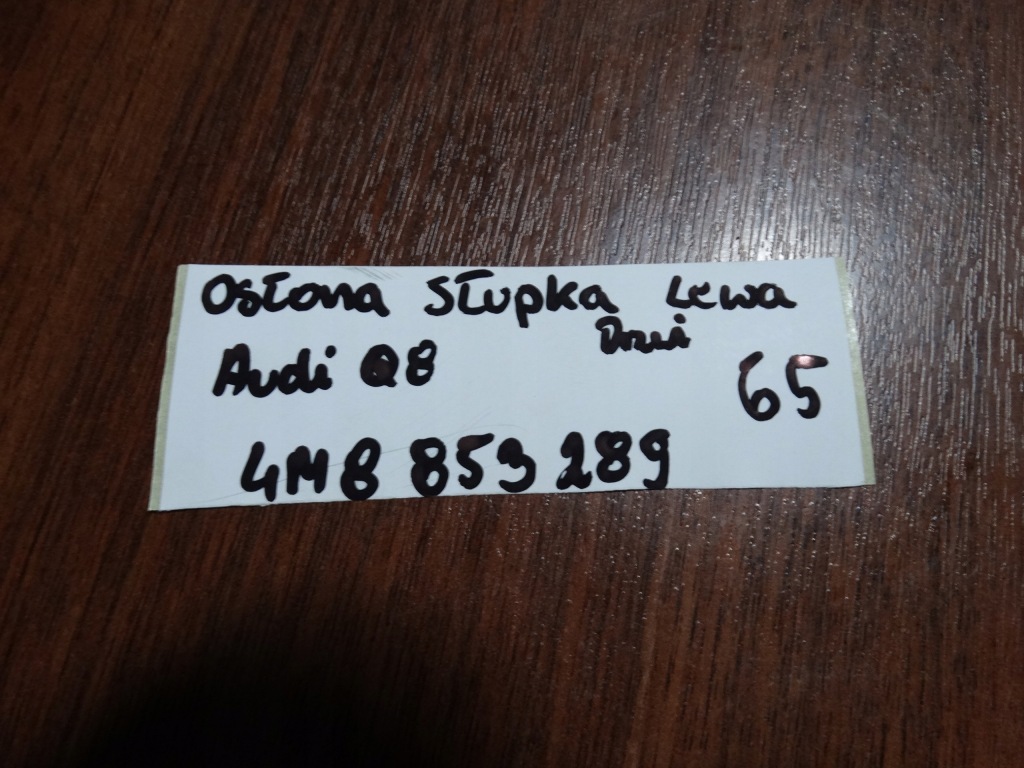 Osłona Słupka Lewa
Drzwi
Audi Q8
65
4M8 853 289